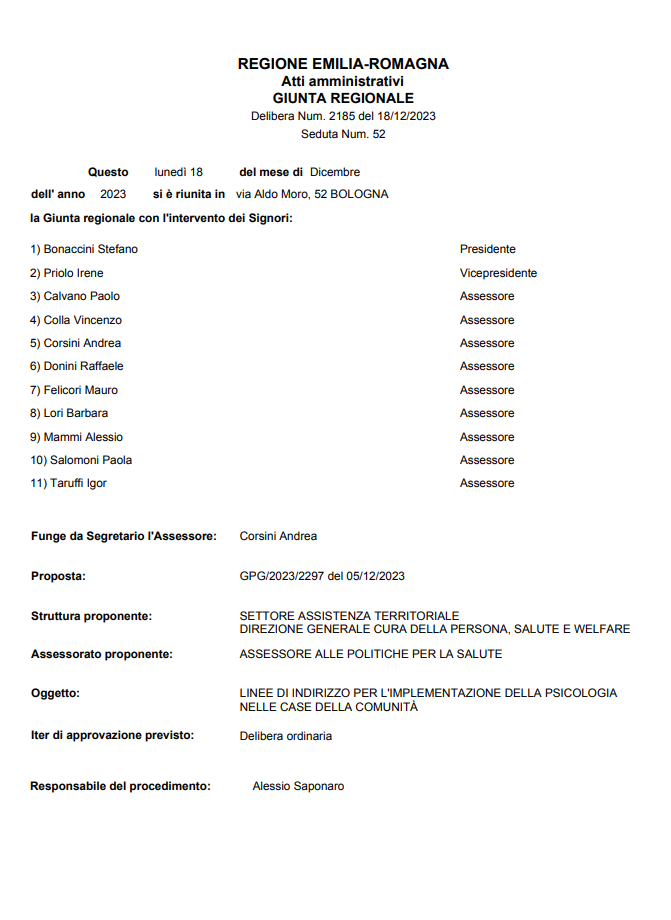 REGIONE EMILIA-ROMAGNA
Atti amministrativi
GIUNTA REGIONALE
Delibera Num. 2185 del 18/12/2023
Seduta Num. 52
Questo lunedì 18 del mese di Dicembre
dell' anno 2023 si è riunita in via Aldo Moro, 52 BOLOGNA
la Giunta regionale con l'intervento dei Signori:
1) Bonaccini Stefano Presidente
2) Priolo Irene Vicepresidente
3) Calvano Paolo Assessore
4) Colla Vincenzo Assessore
5) Corsini Andrea Assessore
6) Donini Raffaele Assessore
7) Felicori Mauro Assessore
8) Lori Barbara Assessore
9) Mammi Alessio Assessore
10) Salomoni Paola Assessore
11) Taruffi Igor Assessore
Funge da Segretario l'Assessore: Corsini Andrea
Proposta: GPG/2023/2297 del 05/12/2023
Struttura proponente: SETTORE ASSISTENZA TERRITORIALE
DIREZIONE GENERALE CURA DELLA PERSONA, SALUTE E WELFARE
Assessorato proponente: ASSESSORE ALLE POLITICHE PER LA SALUTE
Oggetto: LINEE DI INDIRIZZO PER L'IMPLEMENTAZIONE DELLA PSICOLOGIA
NELLE CASE DELLA COMUNITÀ
Iter di approvazione previsto: Delibera ordinaria
Responsabile del procedimento: Alessio Saponaro